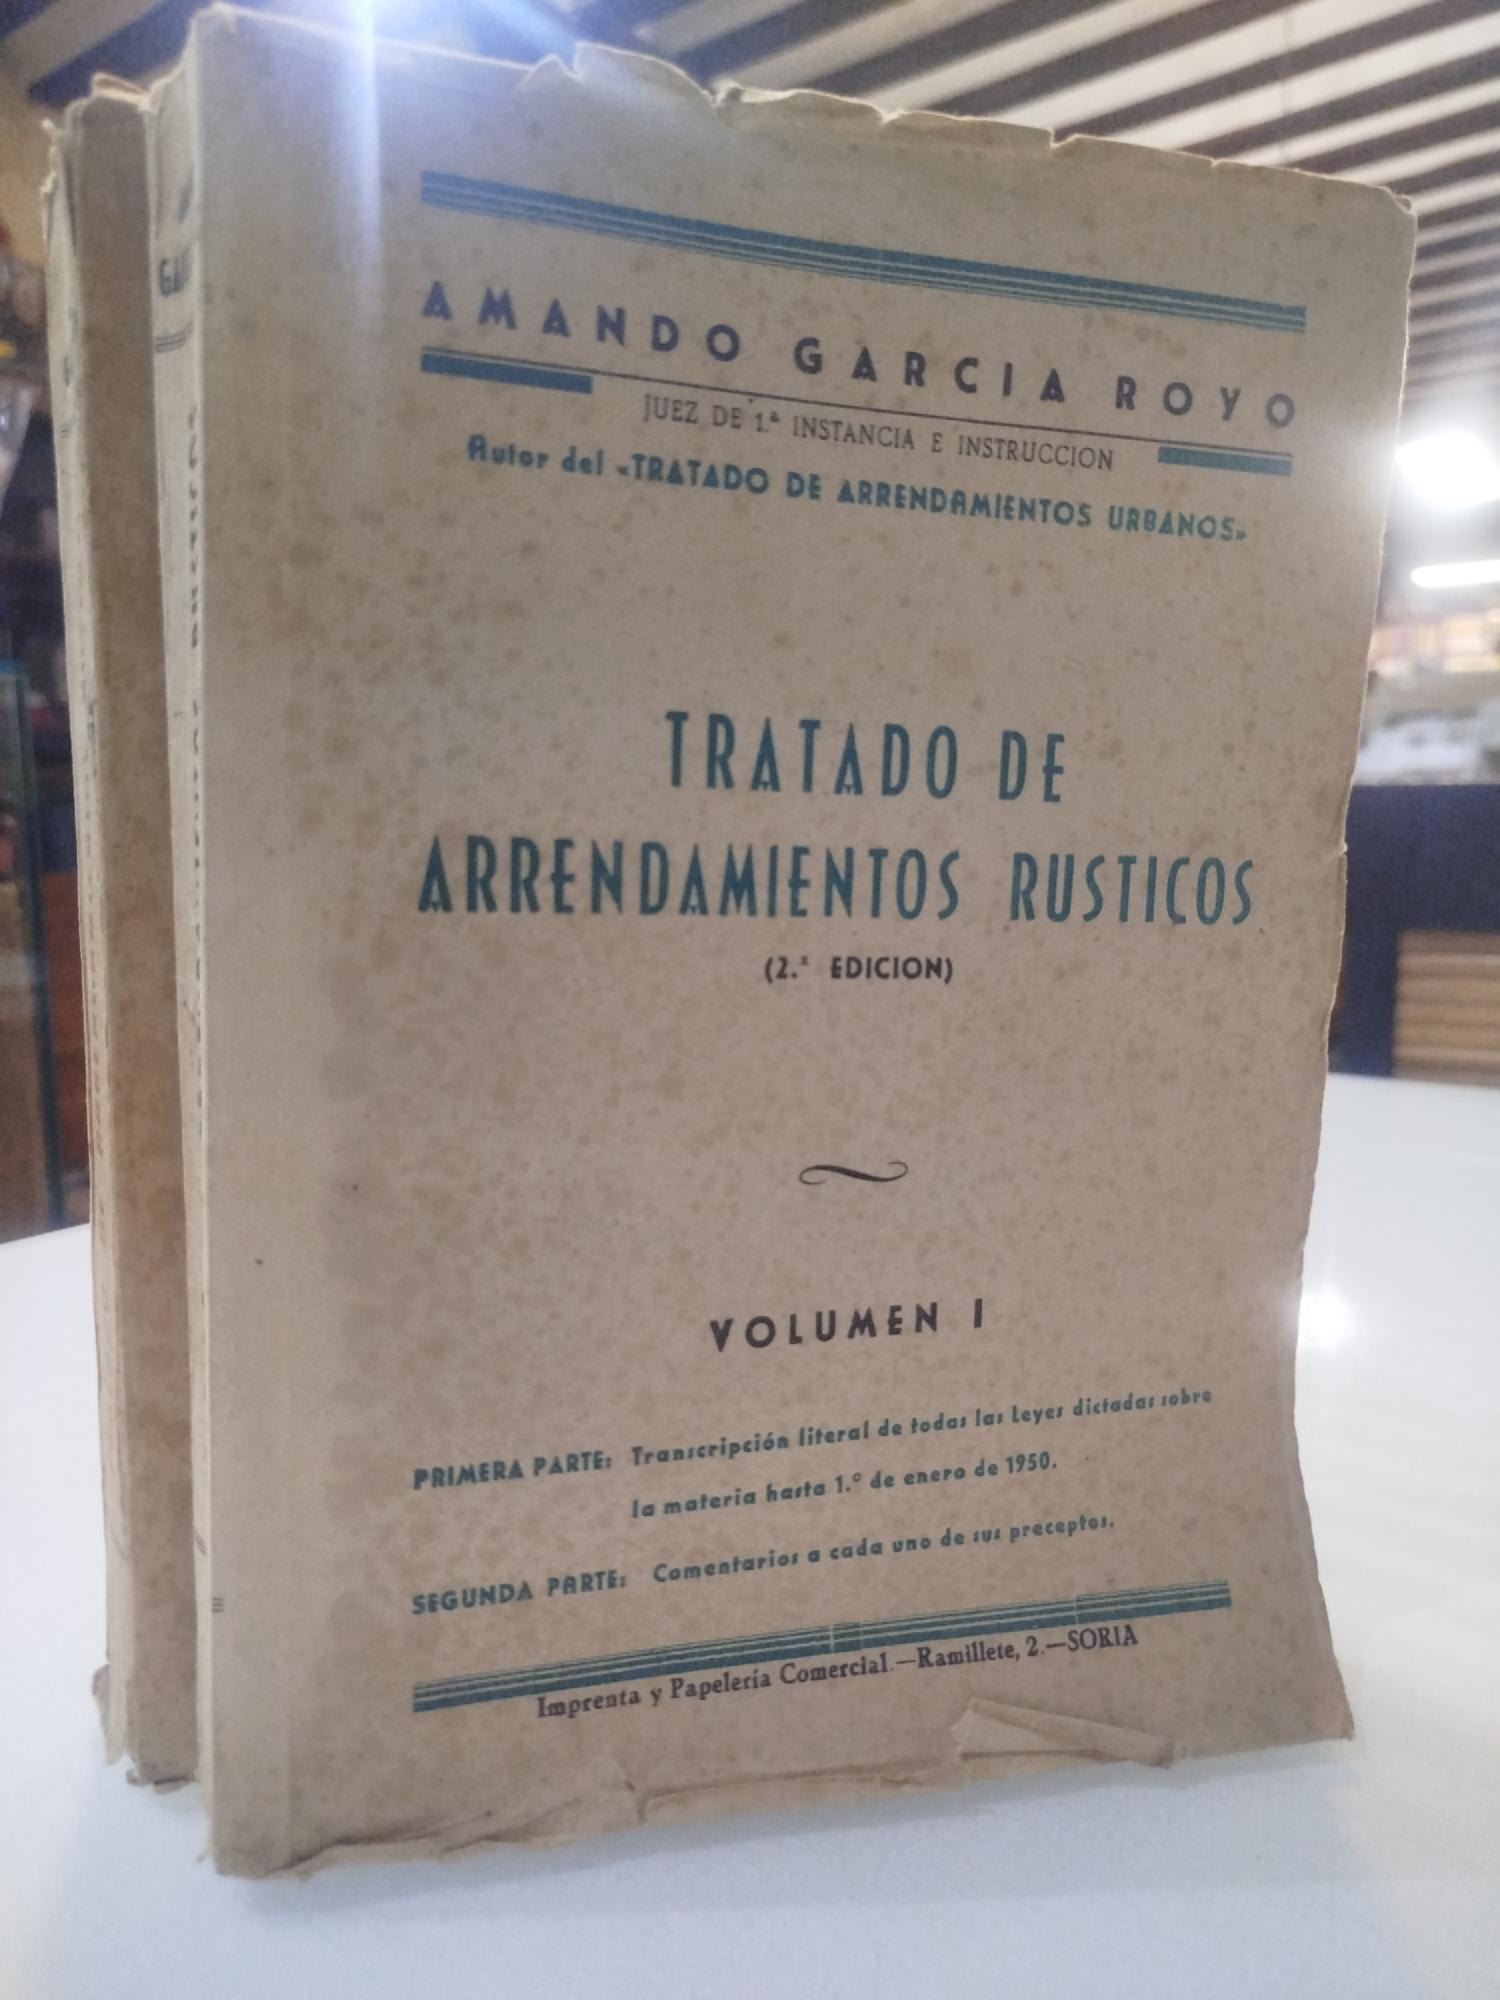 AMANDO GARCIA ROYO
JUEZ DE 1.ª INSTANCIA E INSTRUCCION
Autor del «TRATADO DE ARRENDAMIENTOS URBANOS»
TRATADO DE
ARRENDAMIENTOS RUSTICOS
(2.ª EDICION)
VOLUMEN I
PRIMERA PARTE: Transcripción literal de todas las Leyes dictadas sobre
la materia hasta 1.º de enero de 1950.
SEGUNDA PARTE: Comentarios a cada uno de sus preceptos.
Imprenta y Papelería Comercial.—Ramillete, 2.—SORIA